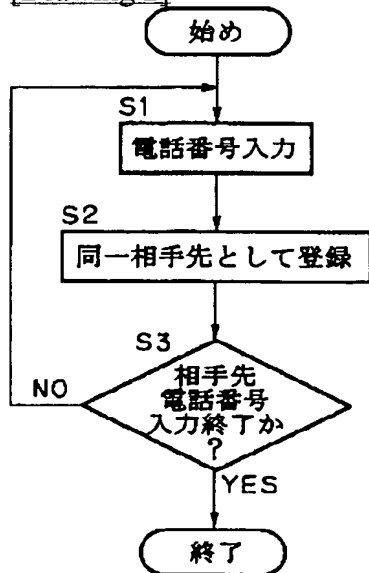 始め
S1
電話番号入力
S2
同一相手先として登録
S3
相手先
電話番号
入力終了か
?
NO
YES
終了